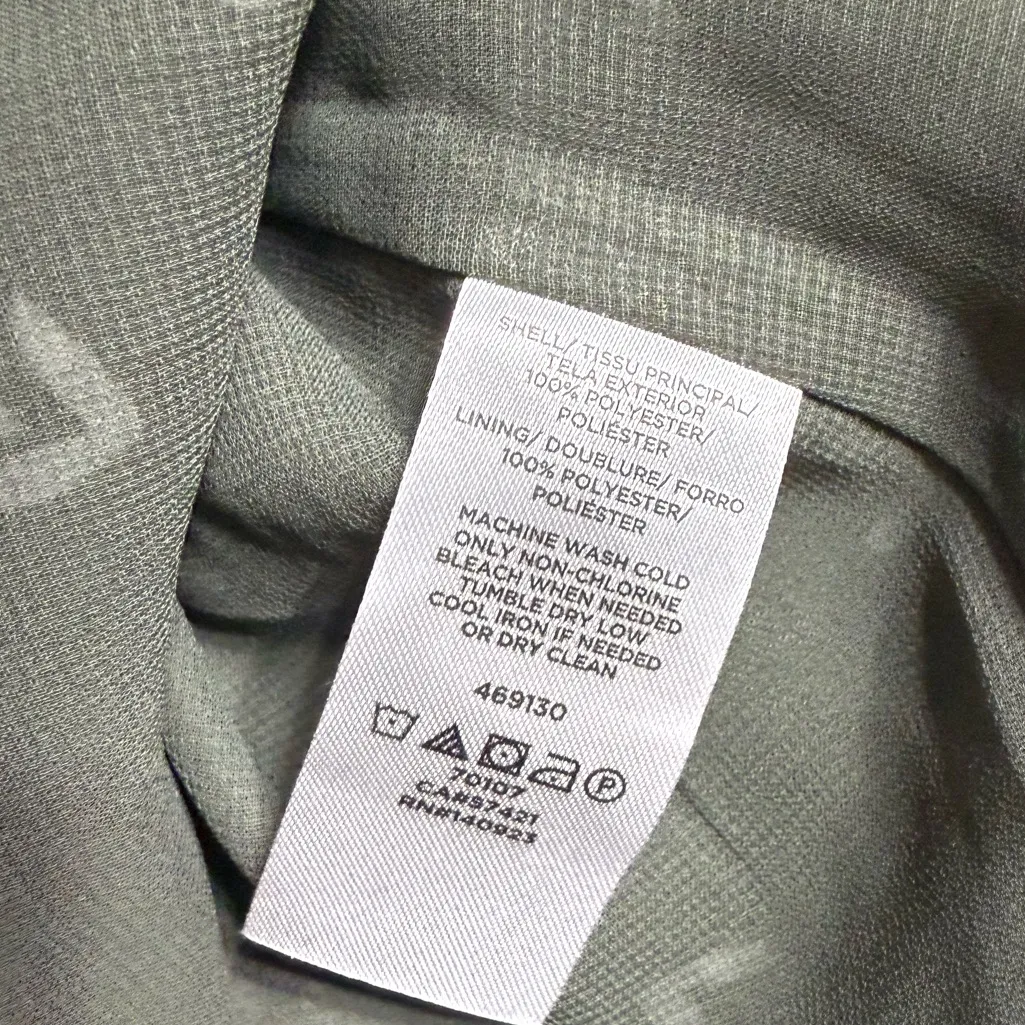 SHELL/ TISSU PRINCIPAL/
TELA EXTERIOR
100% POLYESTER/
POLIÉSTER
LINING/ DOUBLURE/ FORRO
100% POLYESTER/
POLIÉSTER
MACHINE WASH COLD
ONLY NON-CHLORINE
BLEACH WHEN NEEDED
TUMBLE DRY LOW
COOL IRON IF NEEDED
OR DRY CLEAN
469130
P
70107
CA#57421
RN#140923